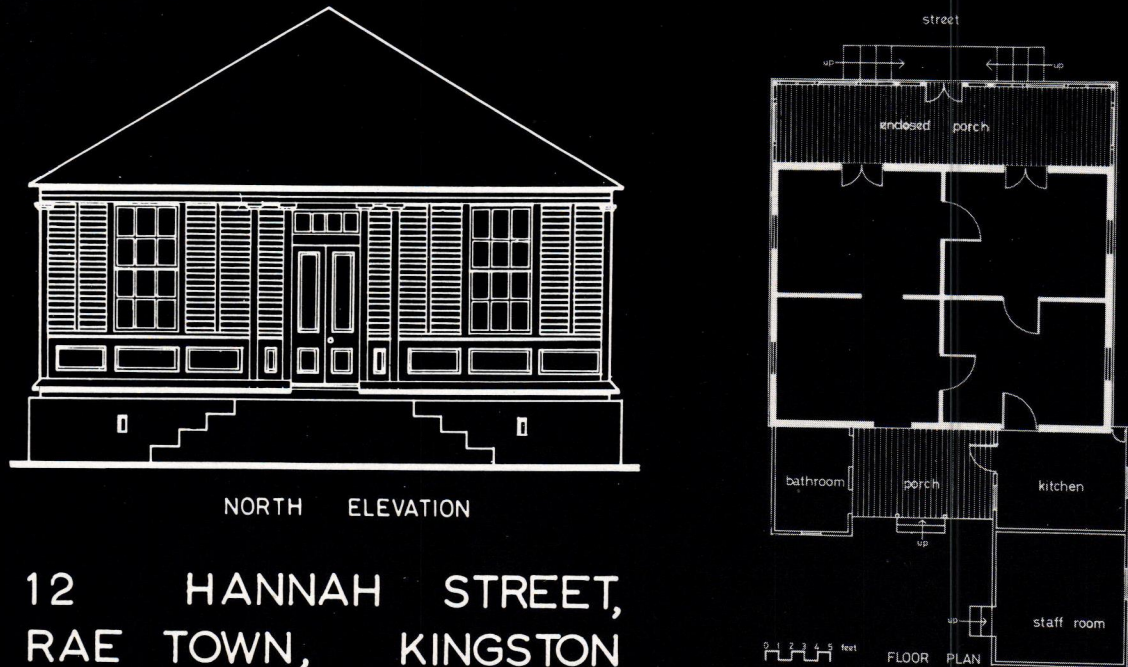 NORTH ELEVATION
12 HANNAH STREET,
RAE TOWN, KINGSTON
street
up
up
enclosed porch
bathroom
porch
kitchen
up
up
staff room
0 1 2 3 4 5 feet
FLOOR PLAN